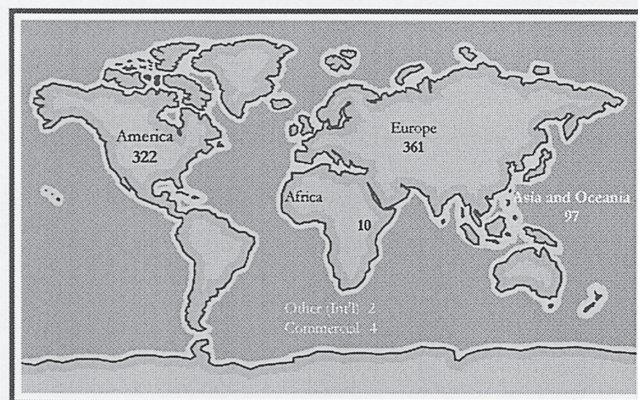 America
322
Europe
361
Africa
10
Asia and Oceania
97
Other (Int'l) 2
Commercial 4